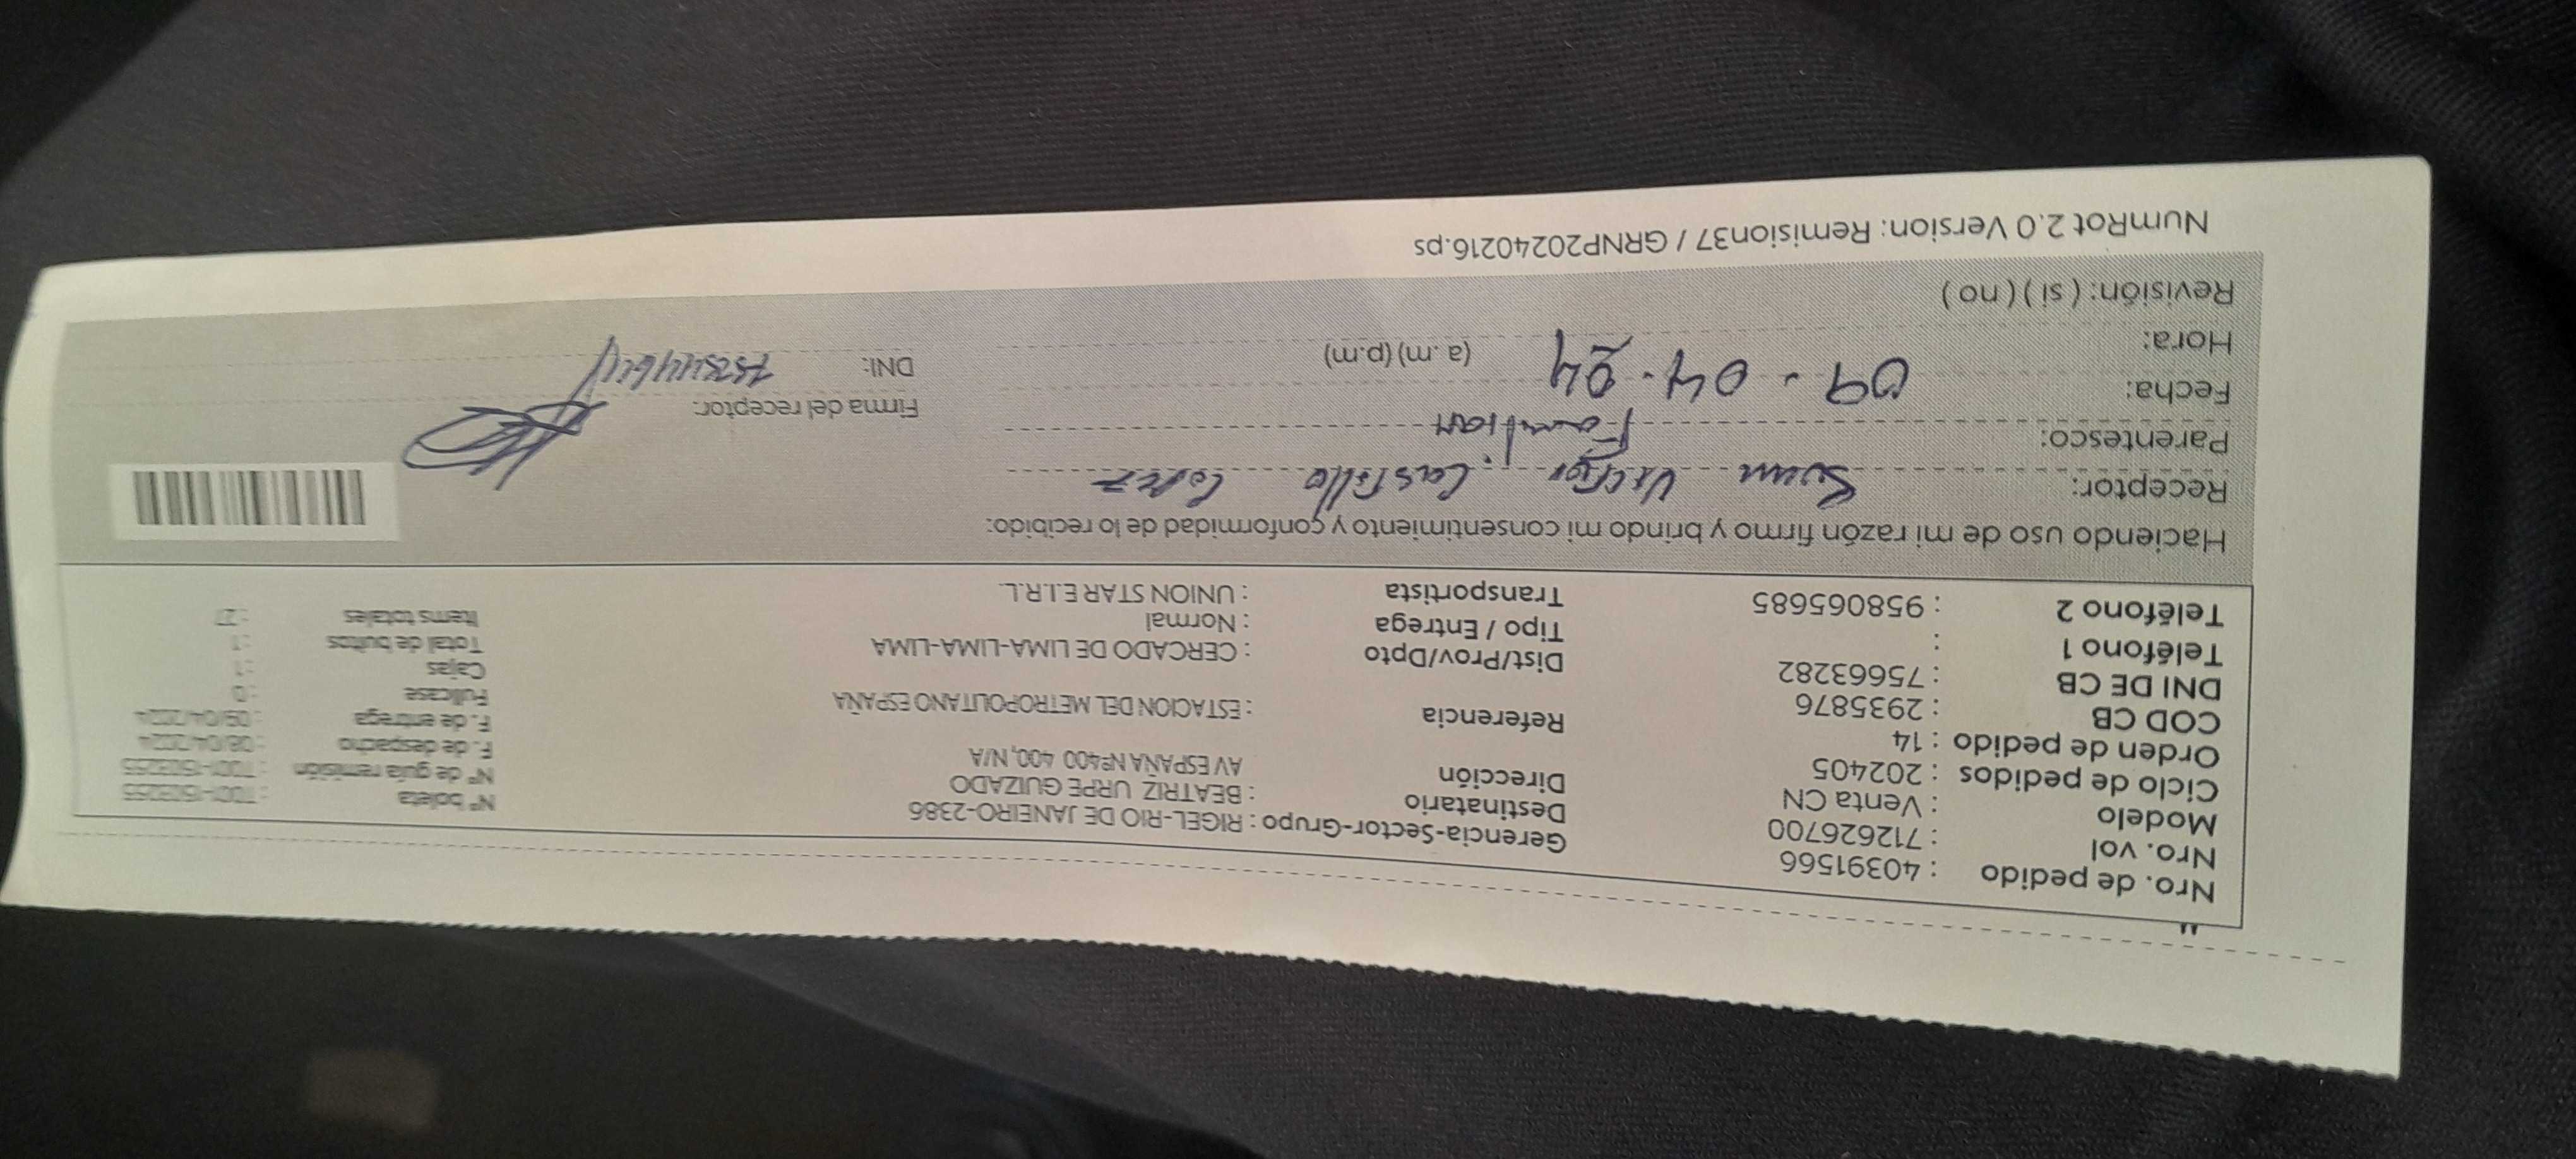 Nro. de pedido : 40391566
Nro. vol : 712626700
Modelo : Venta CN
Ciclo de pedidos : 202405
Orden de pedido : 14
COD CB : 2935876
DNI DE CB : 75663282
Teléfono 1 :
Teléfono 2 : 958065685
Gerencia-Sector-Grupo : RIGEL-RIO DE JANEIRO-2386
Destinatario : BEATRIZ URPE GUIZADO
Dirección AV ESPAÑA Nº400 400, N/A
Referencia : ESTACION DEL METROPOLITANO ESPAÑA
Dist/Prov/Dpto : CERCADO DE LIMA-LIMA-LIMA
Tipo / Entrega : Normal
Transportista : UNION STAR E.I.R.L.
Nº boleta
Nº de guía remisión
F. de despacho : 08/04/2024
F. de entrega : 09/04/2024
Fullcase : 0
Cajas : 1
Total de bultos : 1
Items totales : 27
Haciendo uso de mi razón firmo y brindo mi consentimiento y conformidad de lo recibido:
Receptor: Castillo
Parentesco: Familiar
Fecha: 09-04-24
Hora: (a.m) (p.m)
Revisión: ( si ) ( no )
Firma del receptor:
DNI:
NumRot 2.0 Version: Remision37 / GRNP20240216.ps